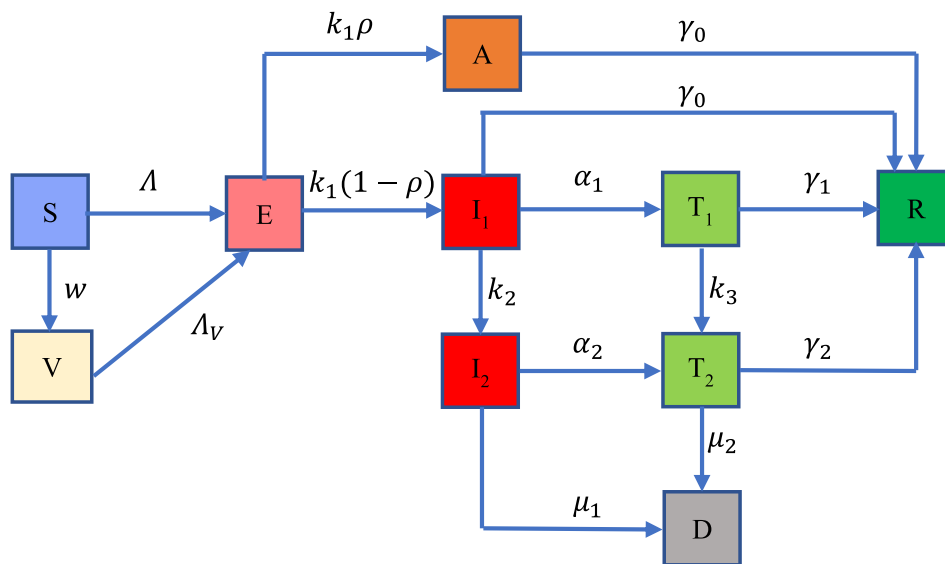 k₁ρ
A
γ₀
γ₀
Λ
k₁(1 − ρ)
α₁
γ₁
S
E
I₁
T₁
R
w
k₂
k₃
Λ_V
α₂
γ₂
V
I₂
T₂
μ₂
μ₁
D